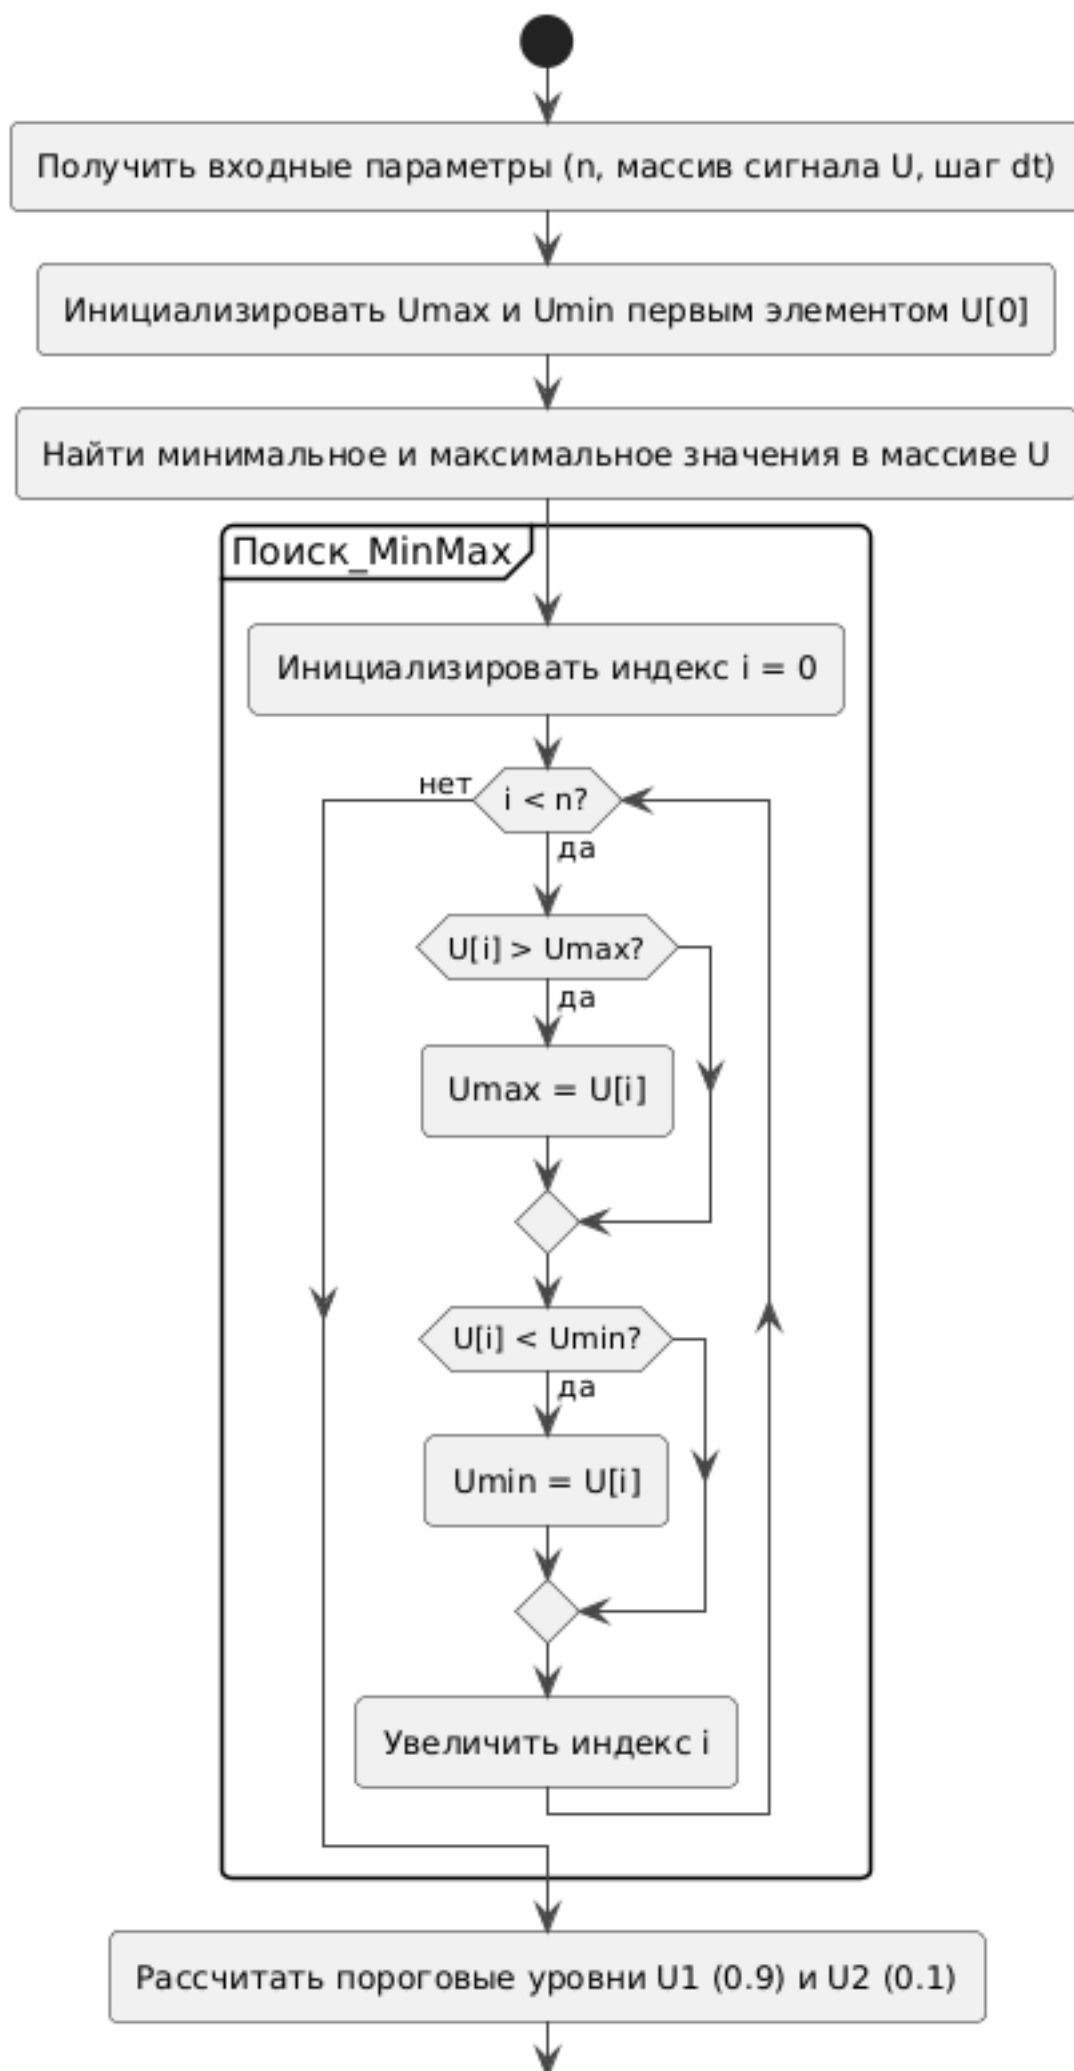 Получить входные параметры (n, массив сигнала U, шаг dt)
Инициализировать Umax и Umin первым элементом U[0]
Найти минимальное и максимальное значения в массиве U
Поиск_MinMax
Инициализировать индекс i = 0
нет
i < n?
да
U[i] > Umax?
да
Umax = U[i]
U[i] < Umin?
да
Umin = U[i]
Увеличить индекс i
Рассчитать пороговые уровни U1 (0.9) и U2 (0.1)